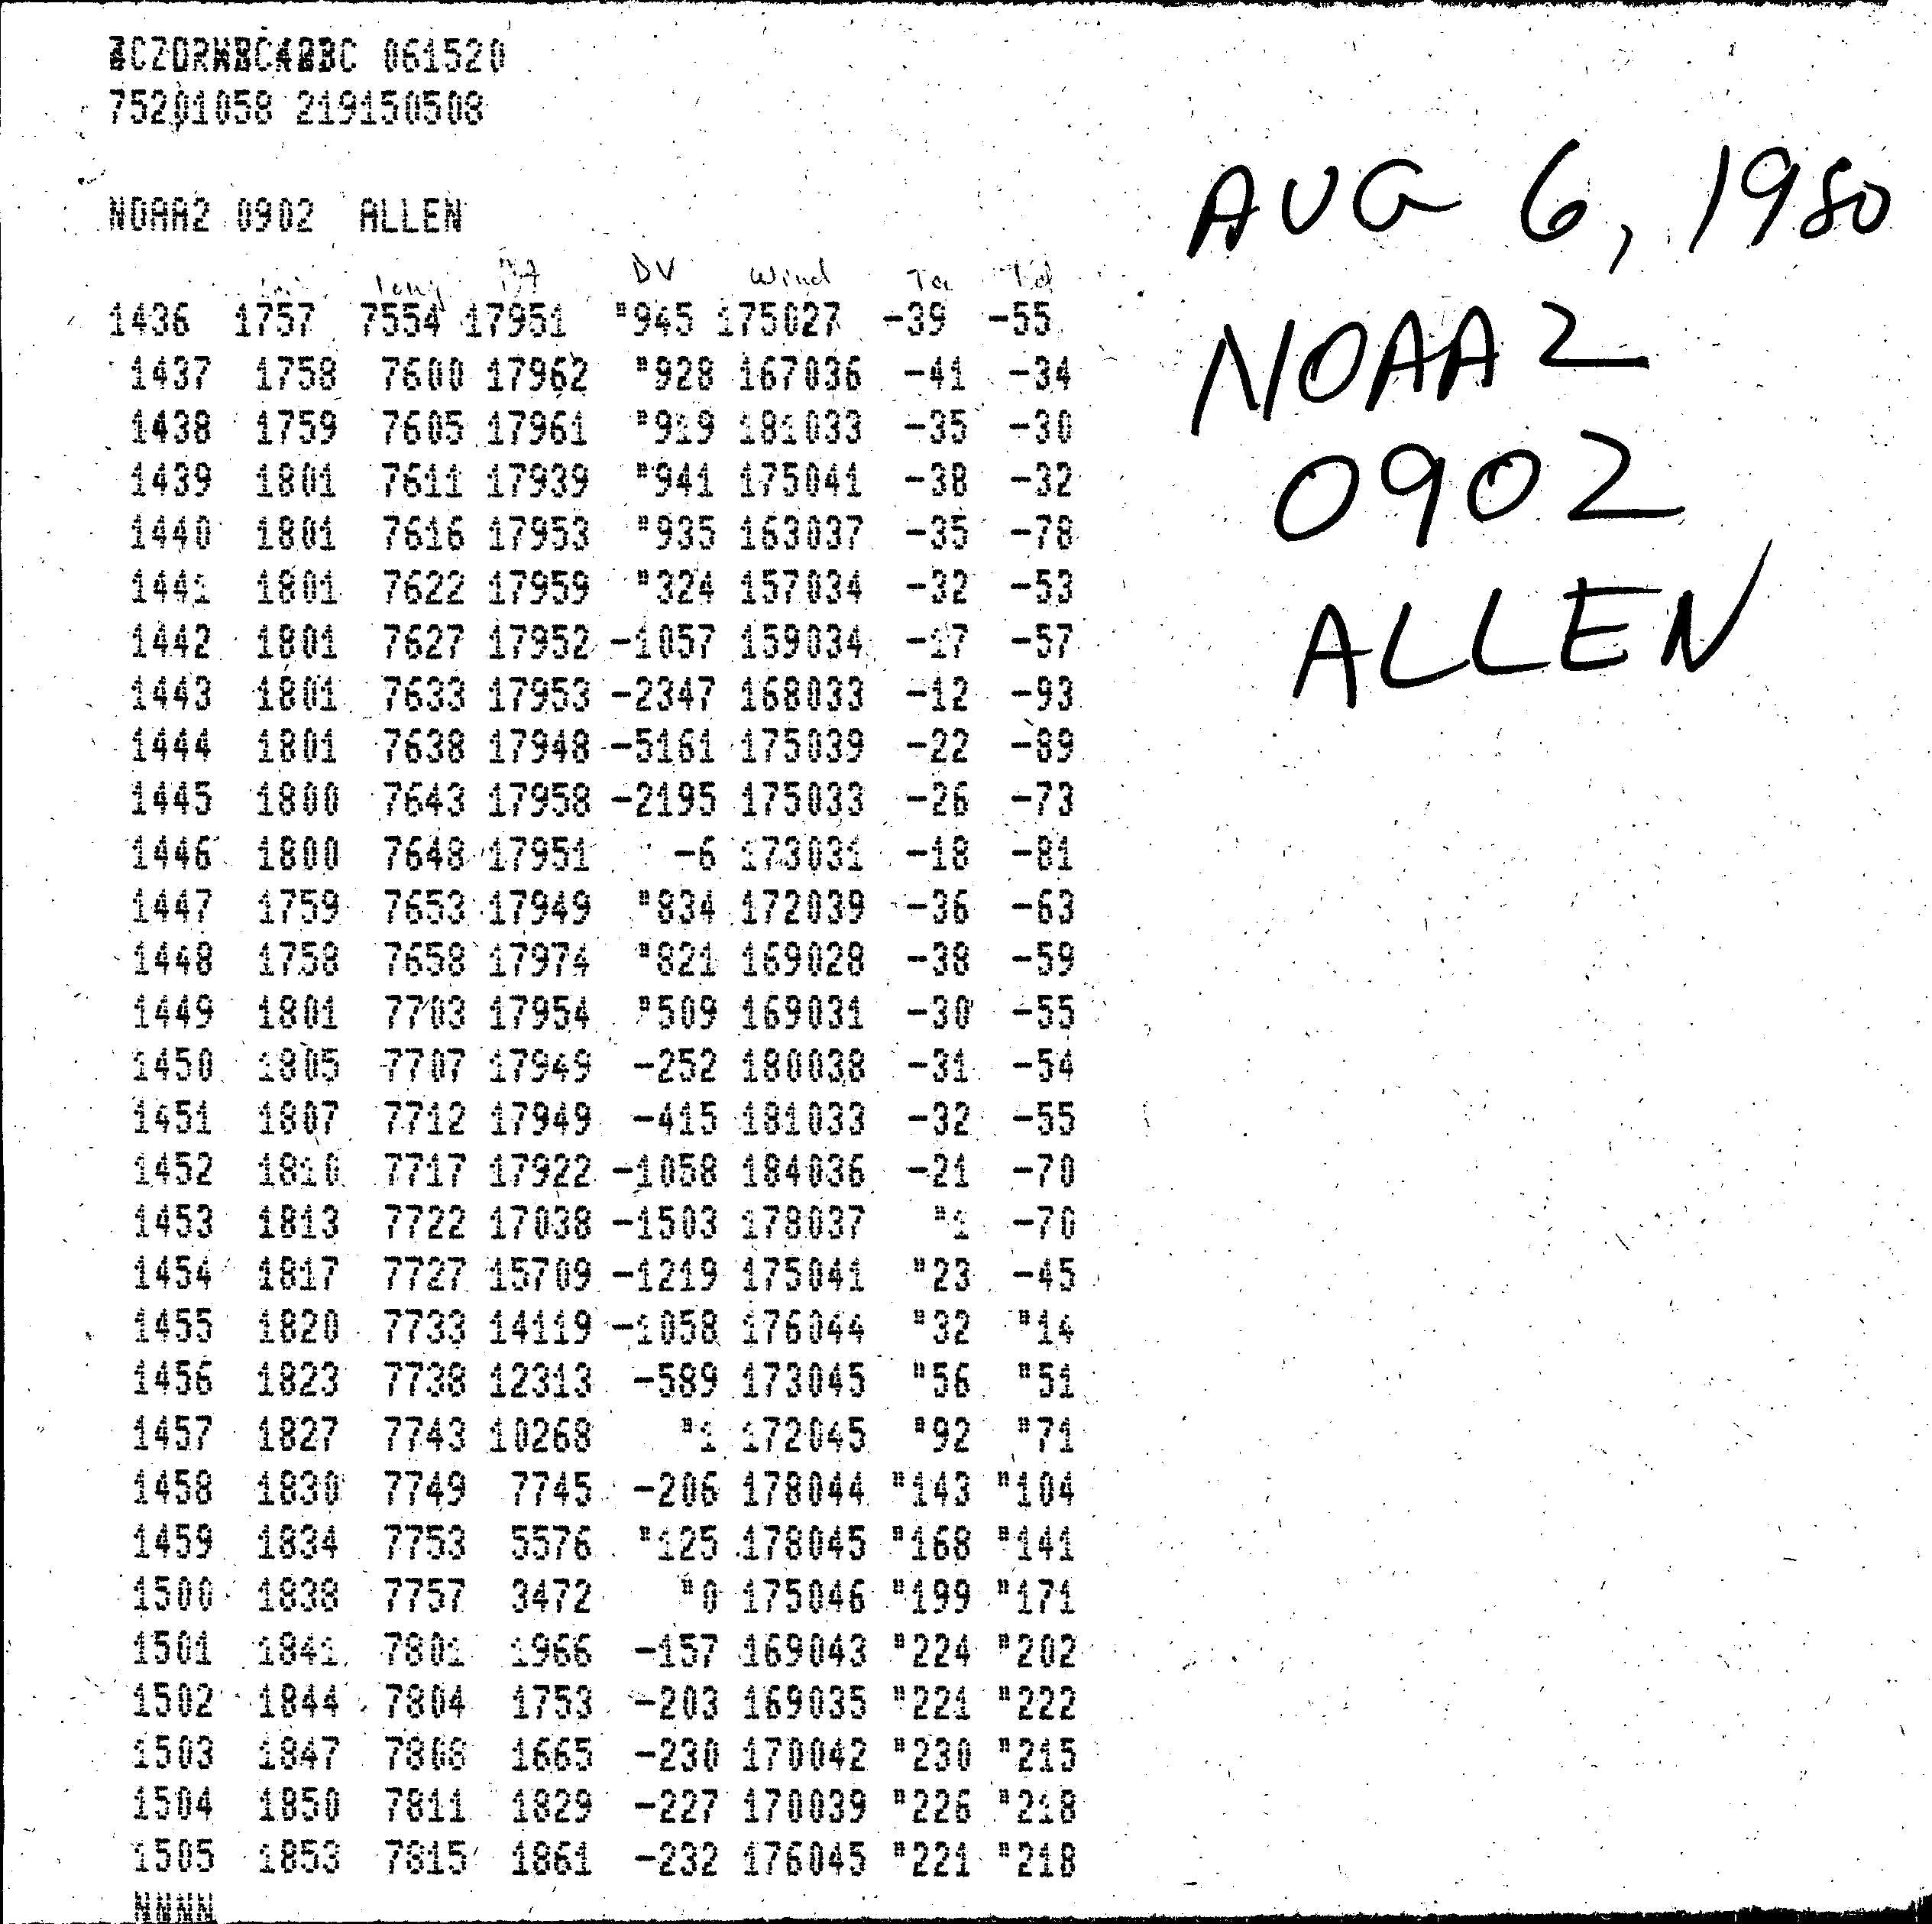 061520
75201058 219150508
NOAA2 0902 ALLEN
long DV Wind Ta Td
1436 1757 7554 17951 "945 175027 -39 -55
1437 1758 7600 17962 "928 167036 -41 -34
1438 1759 7605 17961 "919 181033 -35 -30
1439 1801 7611 17939 "941 175041 -38 -32
1440 1801 7616 17953 "935 163037 -35 -78
1441 1801 7622 17959 "324 157034 -32 -53
1442 1801 7627 17952 -1057 159034 -17 -57
1443 1801 7633 17953 -2347 168033 -12 -93
1444 1801 7638 17948 -5161 175039 -22 -89
1445 1800 7643 17958 -2195 175033 -26 -73
1446 1800 7648 17951 -6 173031 -18 -81
1447 1759 7653 17949 "834 172039 -36 -63
1448 1758 7658 17974 "821 169028 -38 -59
1449 1801 7703 17954 "509 169031 -30 -55
1450 1805 7707 17949 -252 180038 -31 -54
1451 1807 7712 17949 -415 181033 -32 -55
1452 1810 7717 17922 -1058 184036 -21 -70
1453 1813 7722 17038 -1503 178037 "1 -70
1454 1817 7727 15709 -1219 175041 "23 -45
1455 1820 7733 14119 -1058 176044 "32 "14
1456 1823 7738 12313 -589 173045 "56 "51
1457 1827 7743 10268 "1 172045 "92 "71
1458 1830 7749 7745 -206 178044 "143 "104
1459 1834 7753 5576 "125 178045 "168 "141
1500 1838 7757 3472 "0 175046 "199 "171
1501 1841 7801 1966 -157 169043 "224 "202
1502 1844 7804 1753 -203 169035 "221 "222
1503 1847 7808 1665 -230 170042 "230 "215
1504 1850 7811 1829 -227 170039 "226 "218
1505 1853 7815 1861 -232 176045 "221 "218
NNNN
AUG 6, 1980
NOAA 2
0902
ALLEN